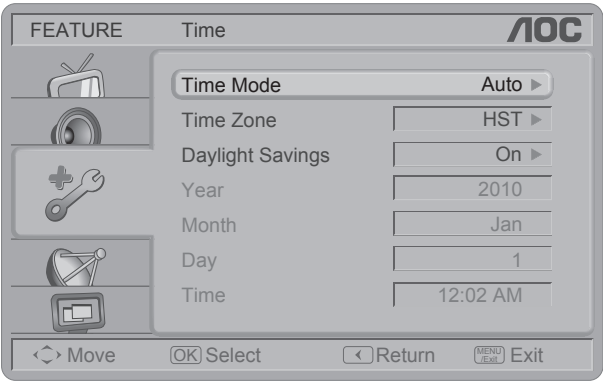 FEATURE Time AOC
Time Mode Auto
Time Zone HST
Daylight Savings On
Year 2010
Month Jan
Day 1
Time 12:02 AM
Move OK Select Return MENU /Exit Exit